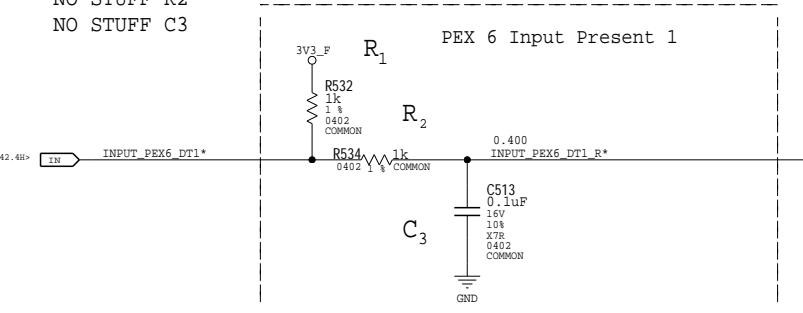 NO STUFF R2
NO STUFF C3
PEX 6 Input Present 1
3V3_F
R1
R532
1k
1 %
0402
COMMON
R2
42.4H>
IN
INPUT_PEX6_DT1*
R534
1k
0402 1 % COMMON
0.400
INPUT_PEX6_DT1_R*
C513
0.1uF
16V
10%
X7R
0402
COMMON
C3
GND